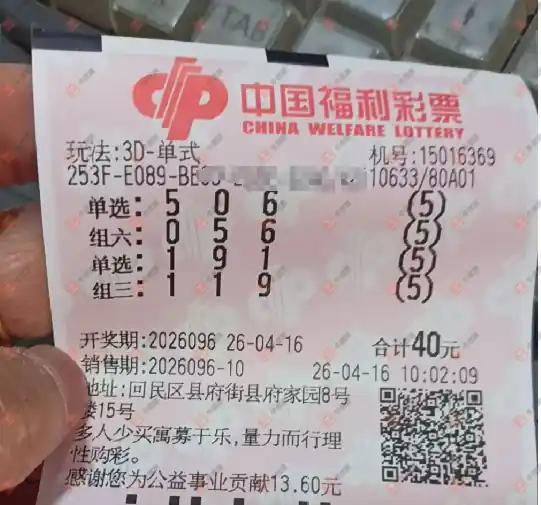 中国福利彩票
CHINA WELFARE LOTTERY
玩法:3D-单式 机号:15016369
253F-E089-BE 10633/80A01
单选: 5 0 6 (5)
组六: 0 5 6 (5)
单选: 1 9 1 (5)
组三: 1 1 9 (5)
开奖期:2026096 26-04-16 合计40元
销售期:2026096-10 26-04-16 10:02:09
地址:回民区县府街县府家园8号
楼15号
多人少买寓募于乐,量力而行理
性购彩。
感谢您为公益事业贡献13.60元
TAB